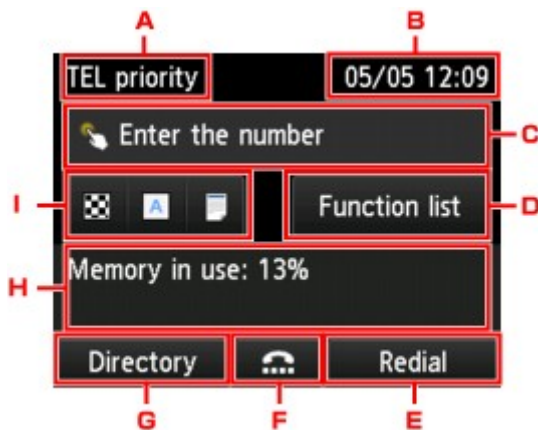 A
B
TEL priority
05/05 12:09
Enter the number
C
I
A
Function list
D
Memory in use: 13%
H
Directory
Redial
G
F
E